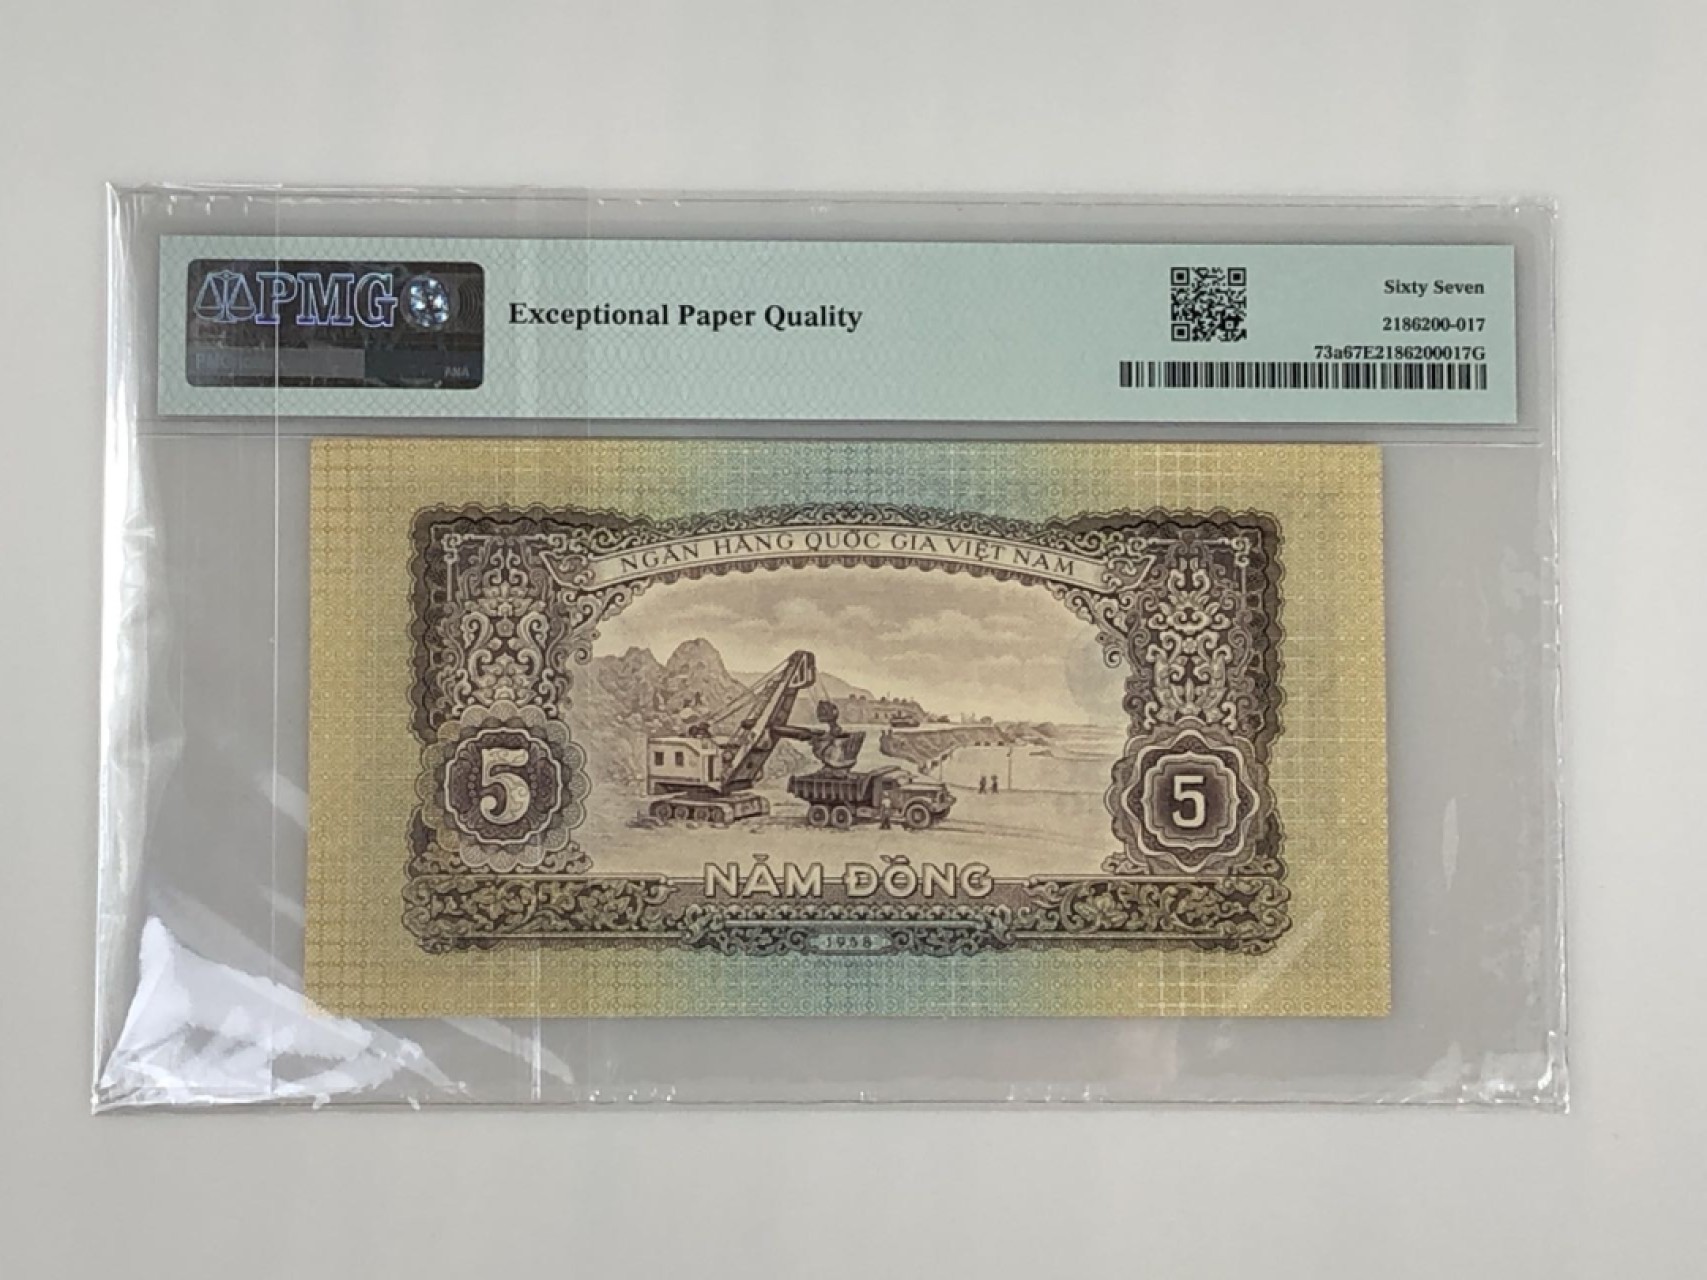 PMG
Exceptional Paper Quality
Sixty Seven
2186200-017
73a67E2186200017G
ANA
NGÂN HÀNG QUỐC GIA VIỆT NAM
5
5
NĂM ĐỒNG
1958